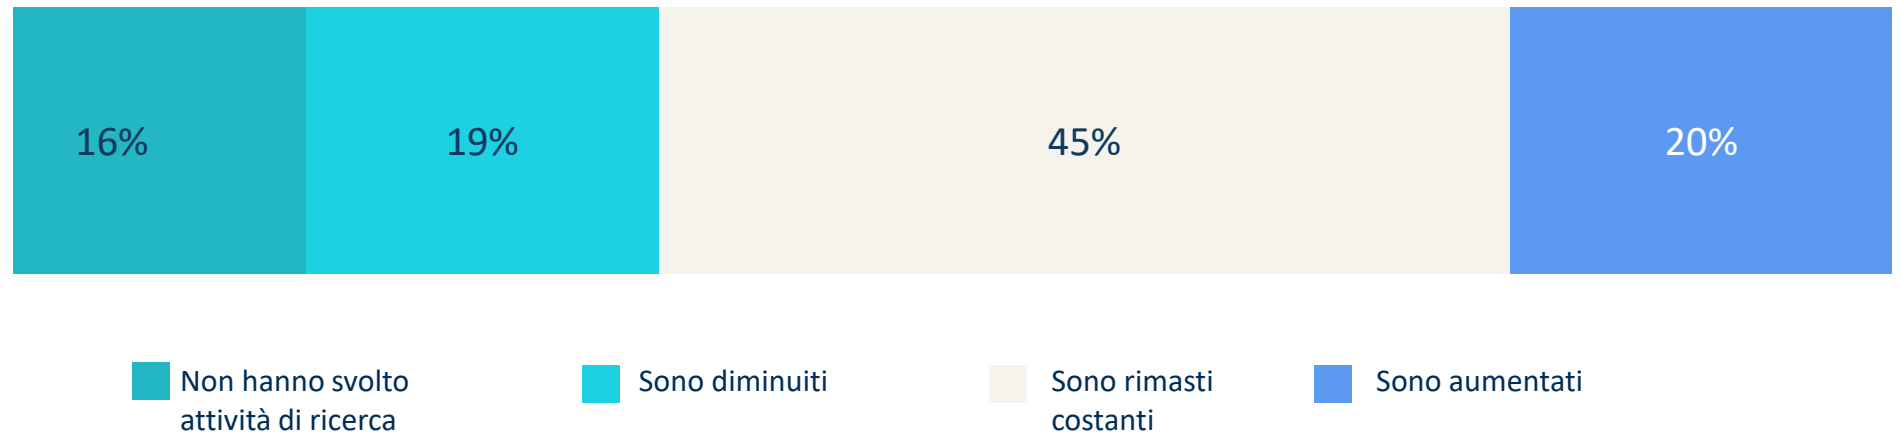 16%
19%
45%
20%
Non hanno svolto
attività di ricerca
Sono diminuiti
Sono rimasti
costanti
Sono aumentati